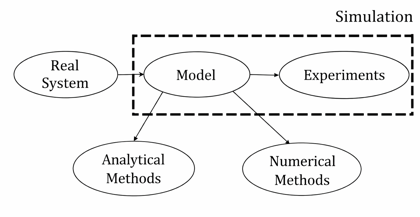 Simulation
Real
System
Model
Experiments
Analytical
Methods
Numerical
Methods